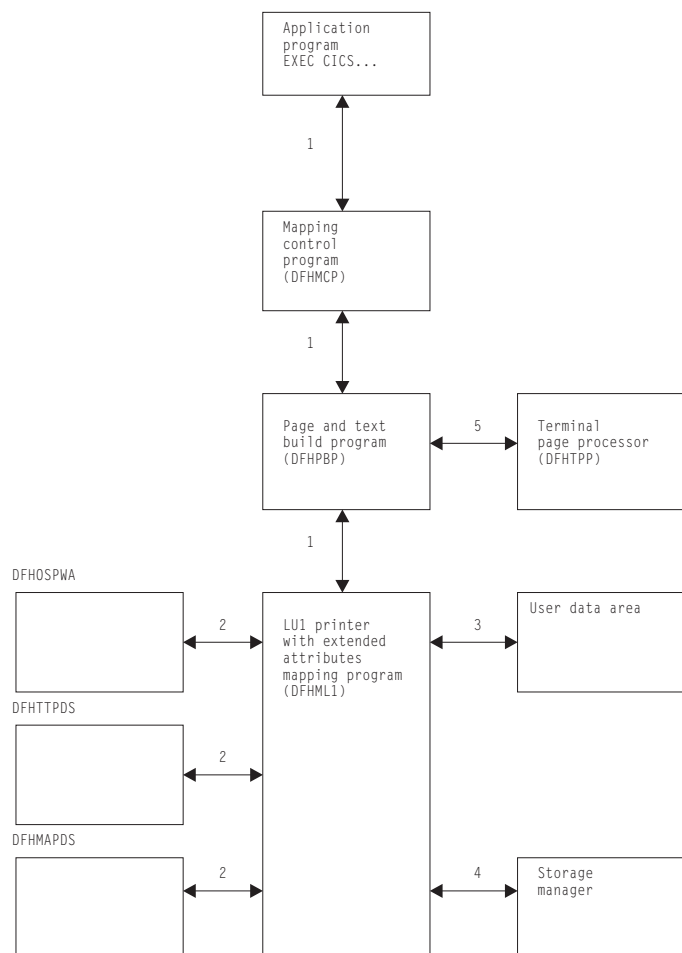 Application
program
EXEC CICS...
1
Mapping
control
program
(DFHMCP)
1
Page and text
build program
(DFHPBP)
5
Terminal
page processor
(DFHTPP)
1
DFHOSPWA
2
LU1 printer
with extended
attributes
mapping program
(DFHML1)
3
User data area
DFHTTPDS
2
DFHMAPDS
2
4
Storage
manager